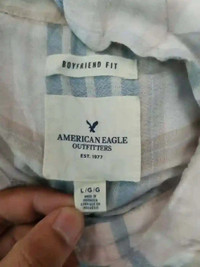 BOYFRIEND FIT
AMERICAN EAGLE
OUTFITTERS
EST. 1977
L/G/G